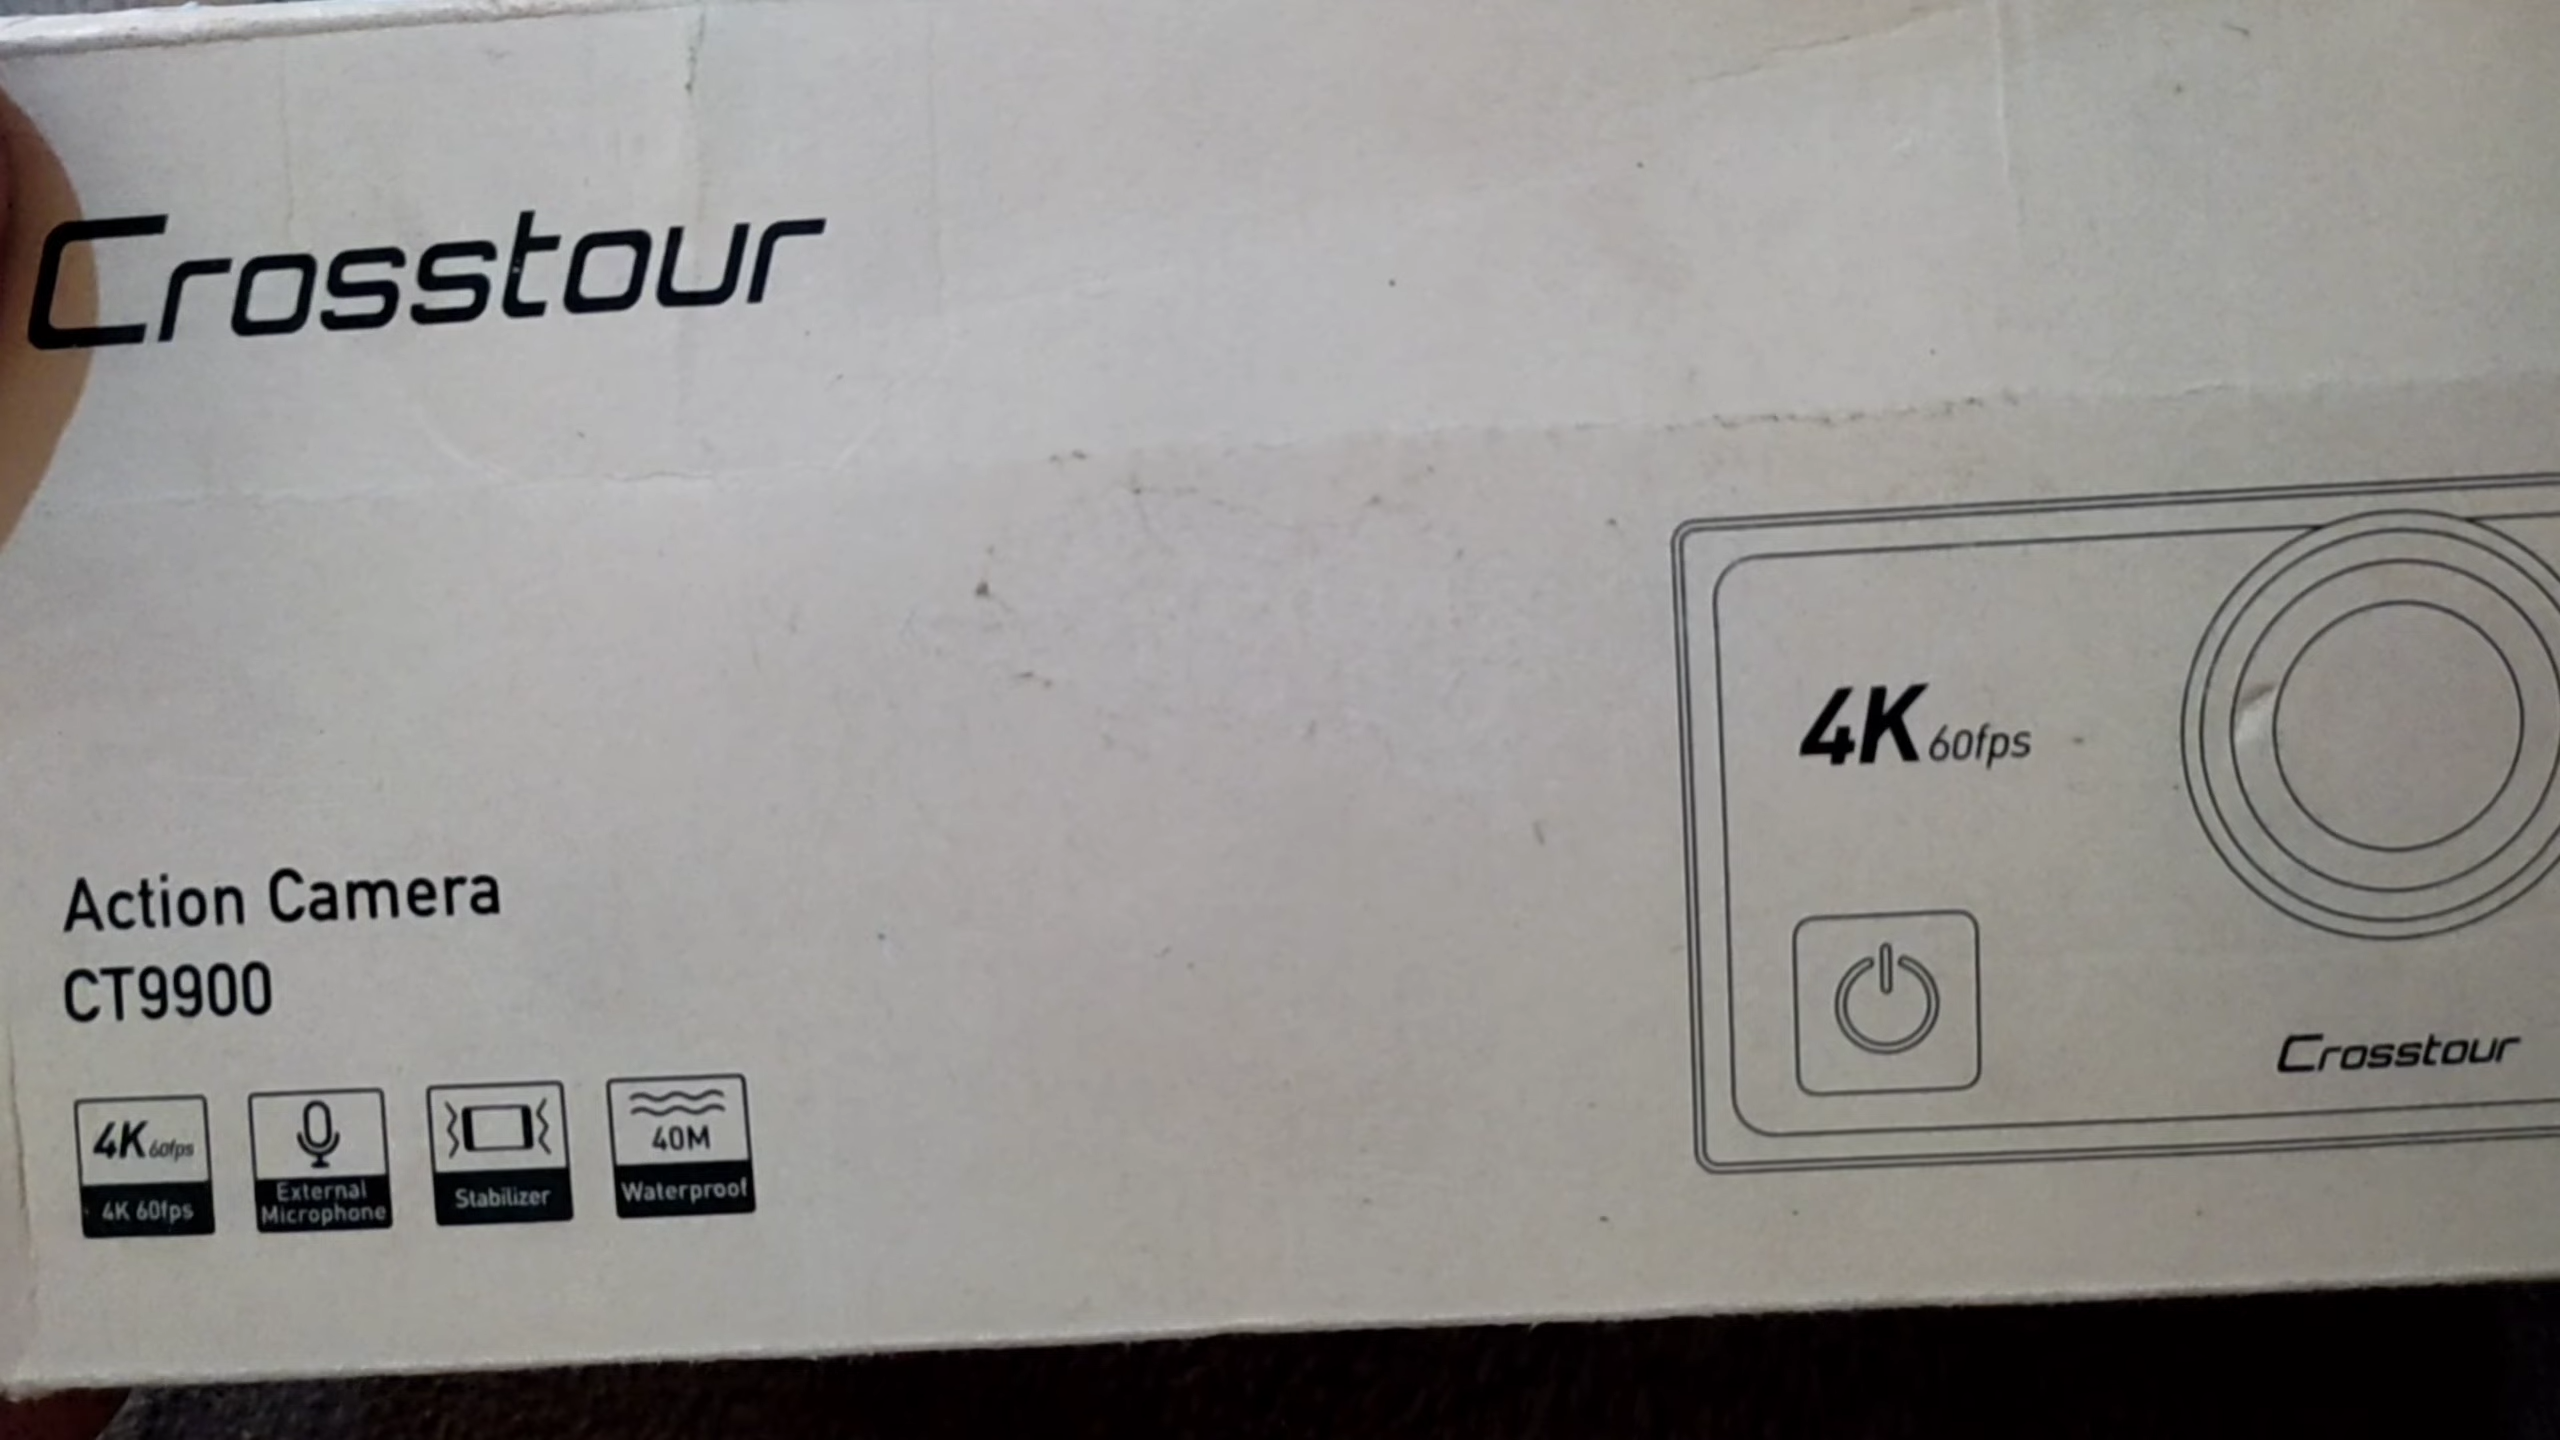 Crosstour
4K 60fps
Action Camera
CT9900
4K 60fps
4K 60fps
External
Microphone
Stabilizer
40M
Waterproof
Crosstour